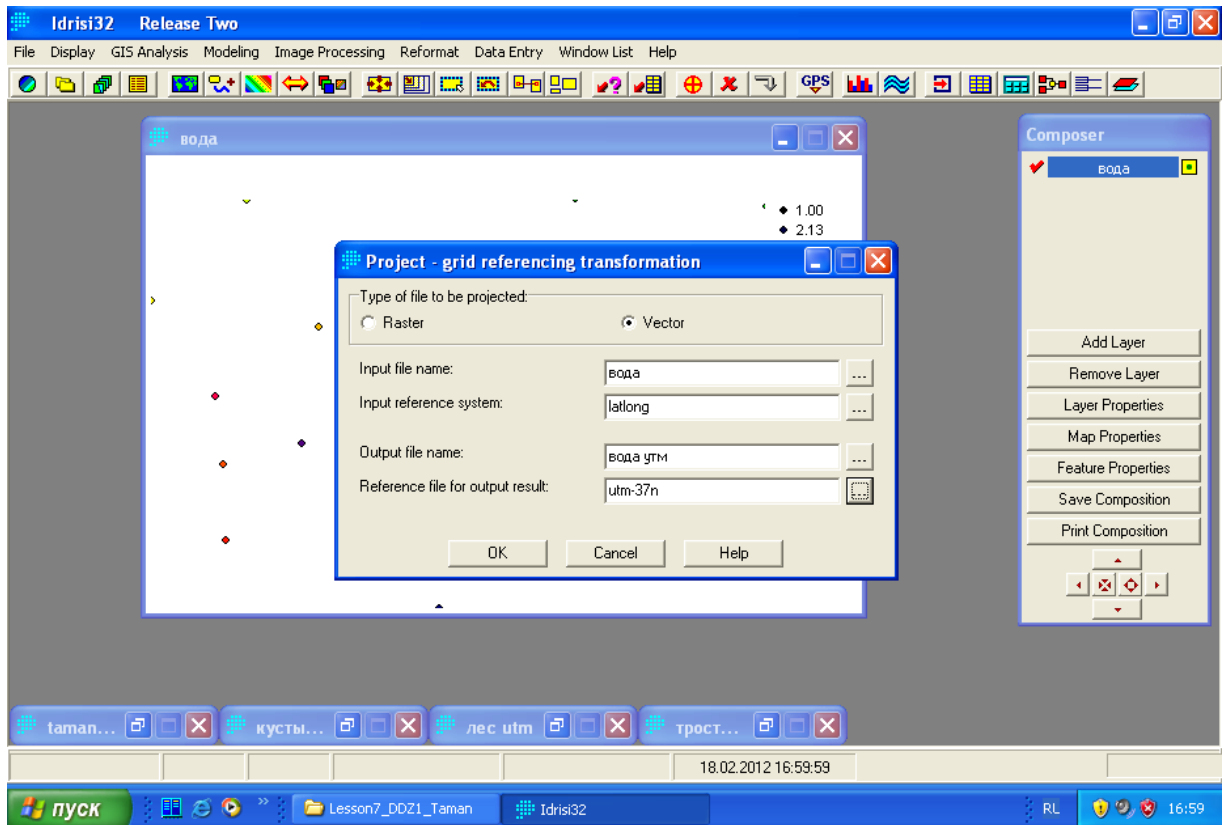 Idrisi32 Release Two
File Display GIS Analysis Modeling Image Processing Reformat Data Entry Window List Help
GPS
вода
1.00
2.13
Composer
вода
Project - grid referencing transformation
Type of file to be projected:
Raster
Vector
Input file name:
вода
...
Input reference system:
latlong
...
Output file name:
вода утм
...
Reference file for output result:
utm-37n
...
OK
Cancel
Help
Add Layer
Remove Layer
Layer Properties
Map Properties
Feature Properties
Save Composition
Print Composition
taman...
кусты...
лес utm
трост...
18.02.2012 16:59:59
пуск
»
Lesson7_DDZ1_Taman
Idrisi32
RL
16:59